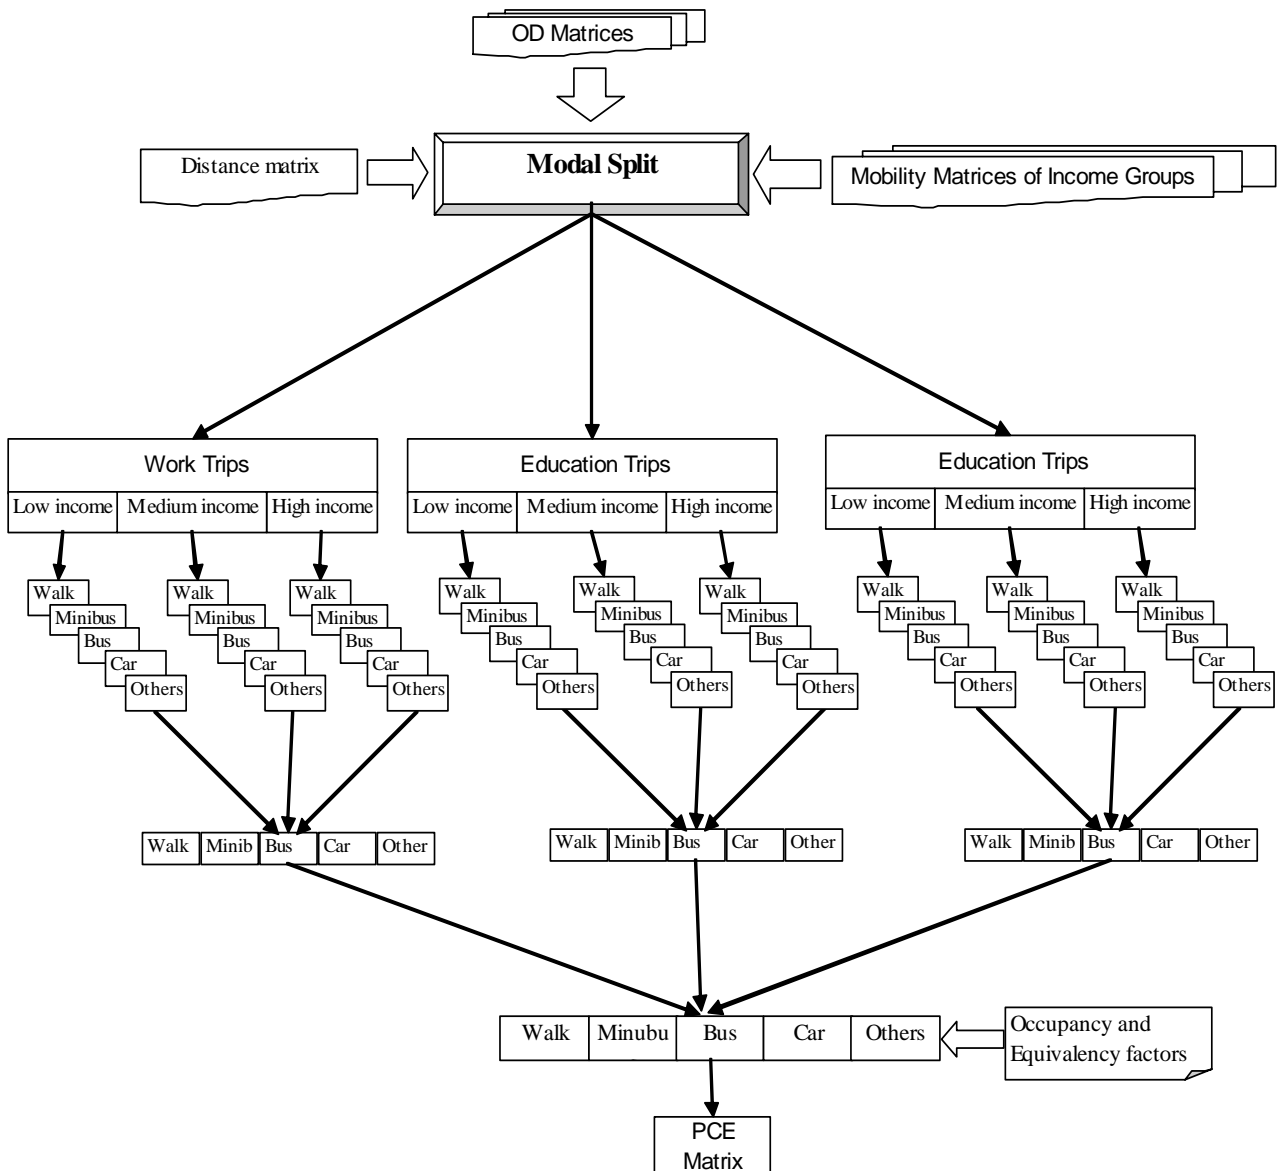 OD Matrices
Distance matrix
Modal Split
Mobility Matrices of Income Groups
Work Trips
Low income Medium income High income
Education Trips
Low income Medium income High income
Education Trips
Low income Medium income High income
Walk
Minibus
Bus
Car
Others
Walk
Minibus
Bus
Car
Others
Walk
Minibus
Bus
Car
Others
Walk
Minibus
Bus
Car
Others
Walk
Minibus
Bus
Car
Others
Walk
Minibus
Bus
Car
Others
Walk
Minibus
Bus
Car
Others
Walk
Minibus
Bus
Car
Others
Walk
Minibus
Bus
Car
Others
Walk Minib Bus Car Other
Walk Minib Bus Car Other
Walk Minib Bus Car Other
Walk Minubu Bus Car Others
Occupancy and
Equivalency factors
PCE
Matrix